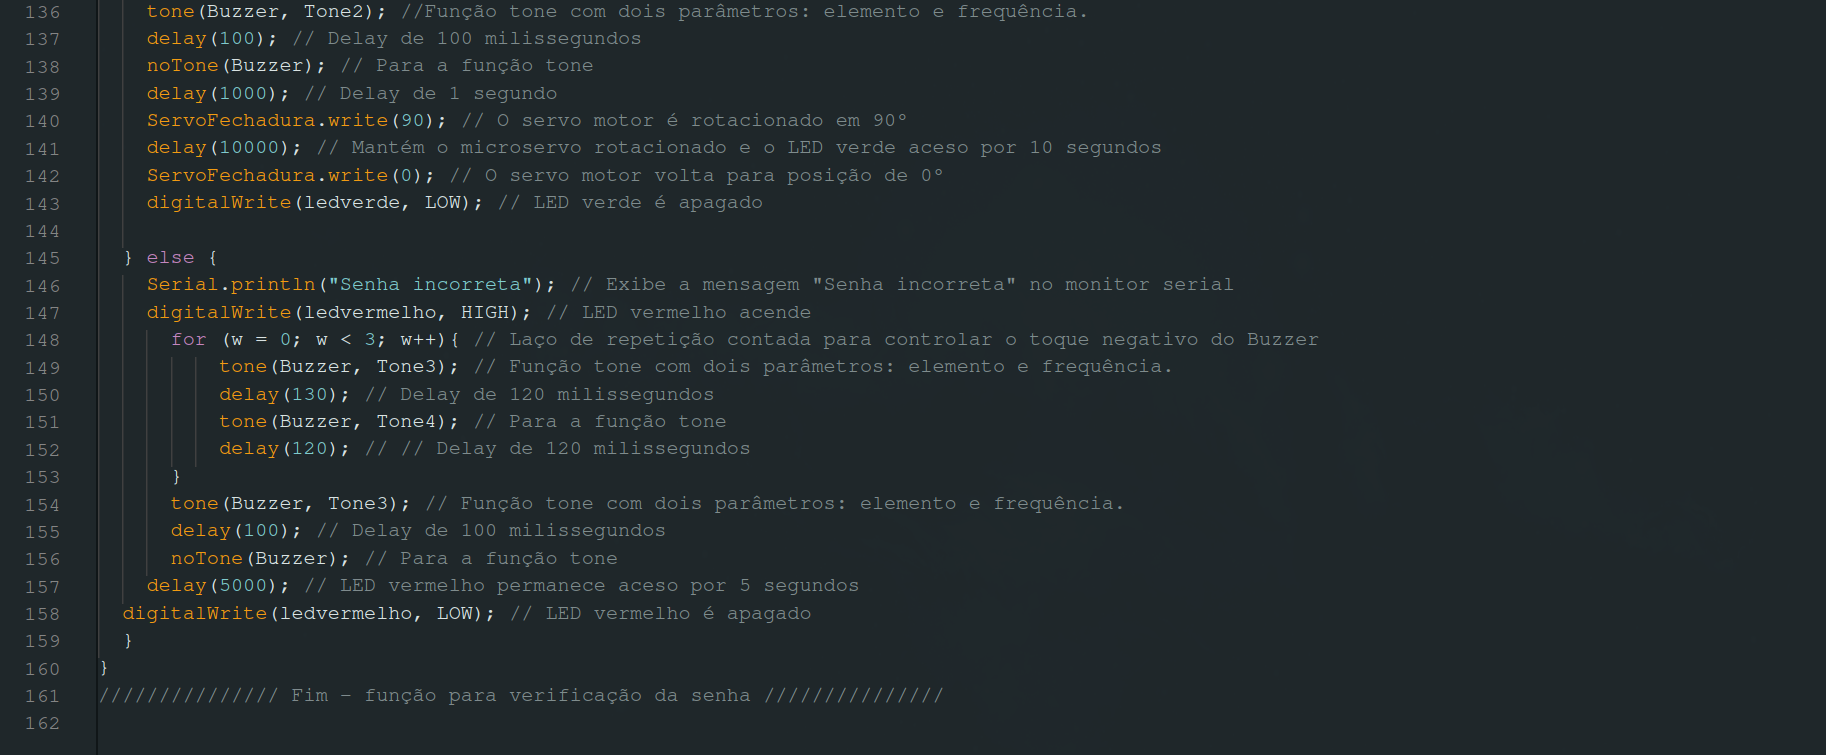 136 tone(Buzzer, Tone2); //Função tone com dois parâmetros: elemento e frequência.
137 delay(100); // Delay de 100 milissegundos
138 noTone(Buzzer); // Para a função tone
139 delay(1000); // Delay de 1 segundo
140 ServoFechadura.write(90); // O servo motor é rotacionado em 90º
141 delay(10000); // Mantém o microservo rotacionado e o LED verde aceso por 10 segundos
142 ServoFechadura.write(0); // O servo motor volta para posição de 0º
143 digitalWrite(ledverde, LOW); // LED verde é apagado
144
145 } else {
146 Serial.println("Senha incorreta"); // Exibe a mensagem "Senha incorreta" no monitor serial
147 digitalWrite(ledvermelho, HIGH); // LED vermelho acende
148 for (w = 0; w < 3; w++){ // Laço de repetição contada para controlar o toque negativo do Buzzer
149 tone(Buzzer, Tone3); // Função tone com dois parâmetros: elemento e frequência.
150 delay(130); // Delay de 120 milissegundos
151 tone(Buzzer, Tone4); // Para a função tone
152 delay(120); // // Delay de 120 milissegundos
153 }
154 tone(Buzzer, Tone3); // Função tone com dois parâmetros: elemento e frequência.
155 delay(100); // Delay de 100 milissegundos
156 noTone(Buzzer); // Para a função tone
157 delay(5000); // LED vermelho permanece aceso por 5 segundos
158 digitalWrite(ledvermelho, LOW); // LED vermelho é apagado
159 }
160 }
161 /////////////// Fim - função para verificação da senha ///////////////
162